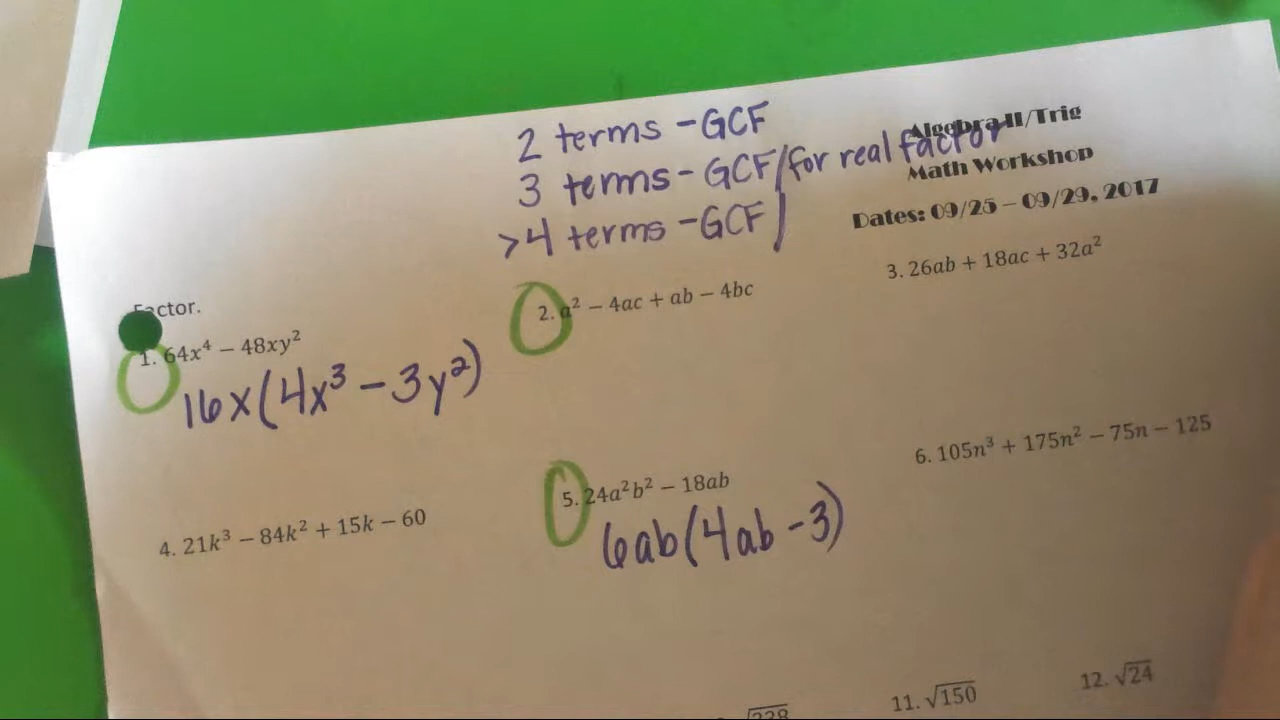 2 terms - GCF
3 terms - GCF/for real factor
>4 terms - GCF
Algebra II/Trig
Math Workshop
Dates: 09/25 – 09/29, 2017
Factor.
1. 64x⁴ − 48xy²
16x(4x³ − 3y²)
2. a² − 4ac + ab − 4bc
3. 26ab + 18ac + 32a²
4. 21k³ − 84k² + 15k − 60
5. 24a²b² − 18ab
6ab(4ab − 3)
6. 105n³ + 175n² − 75n − 125
11. √150
12. √24